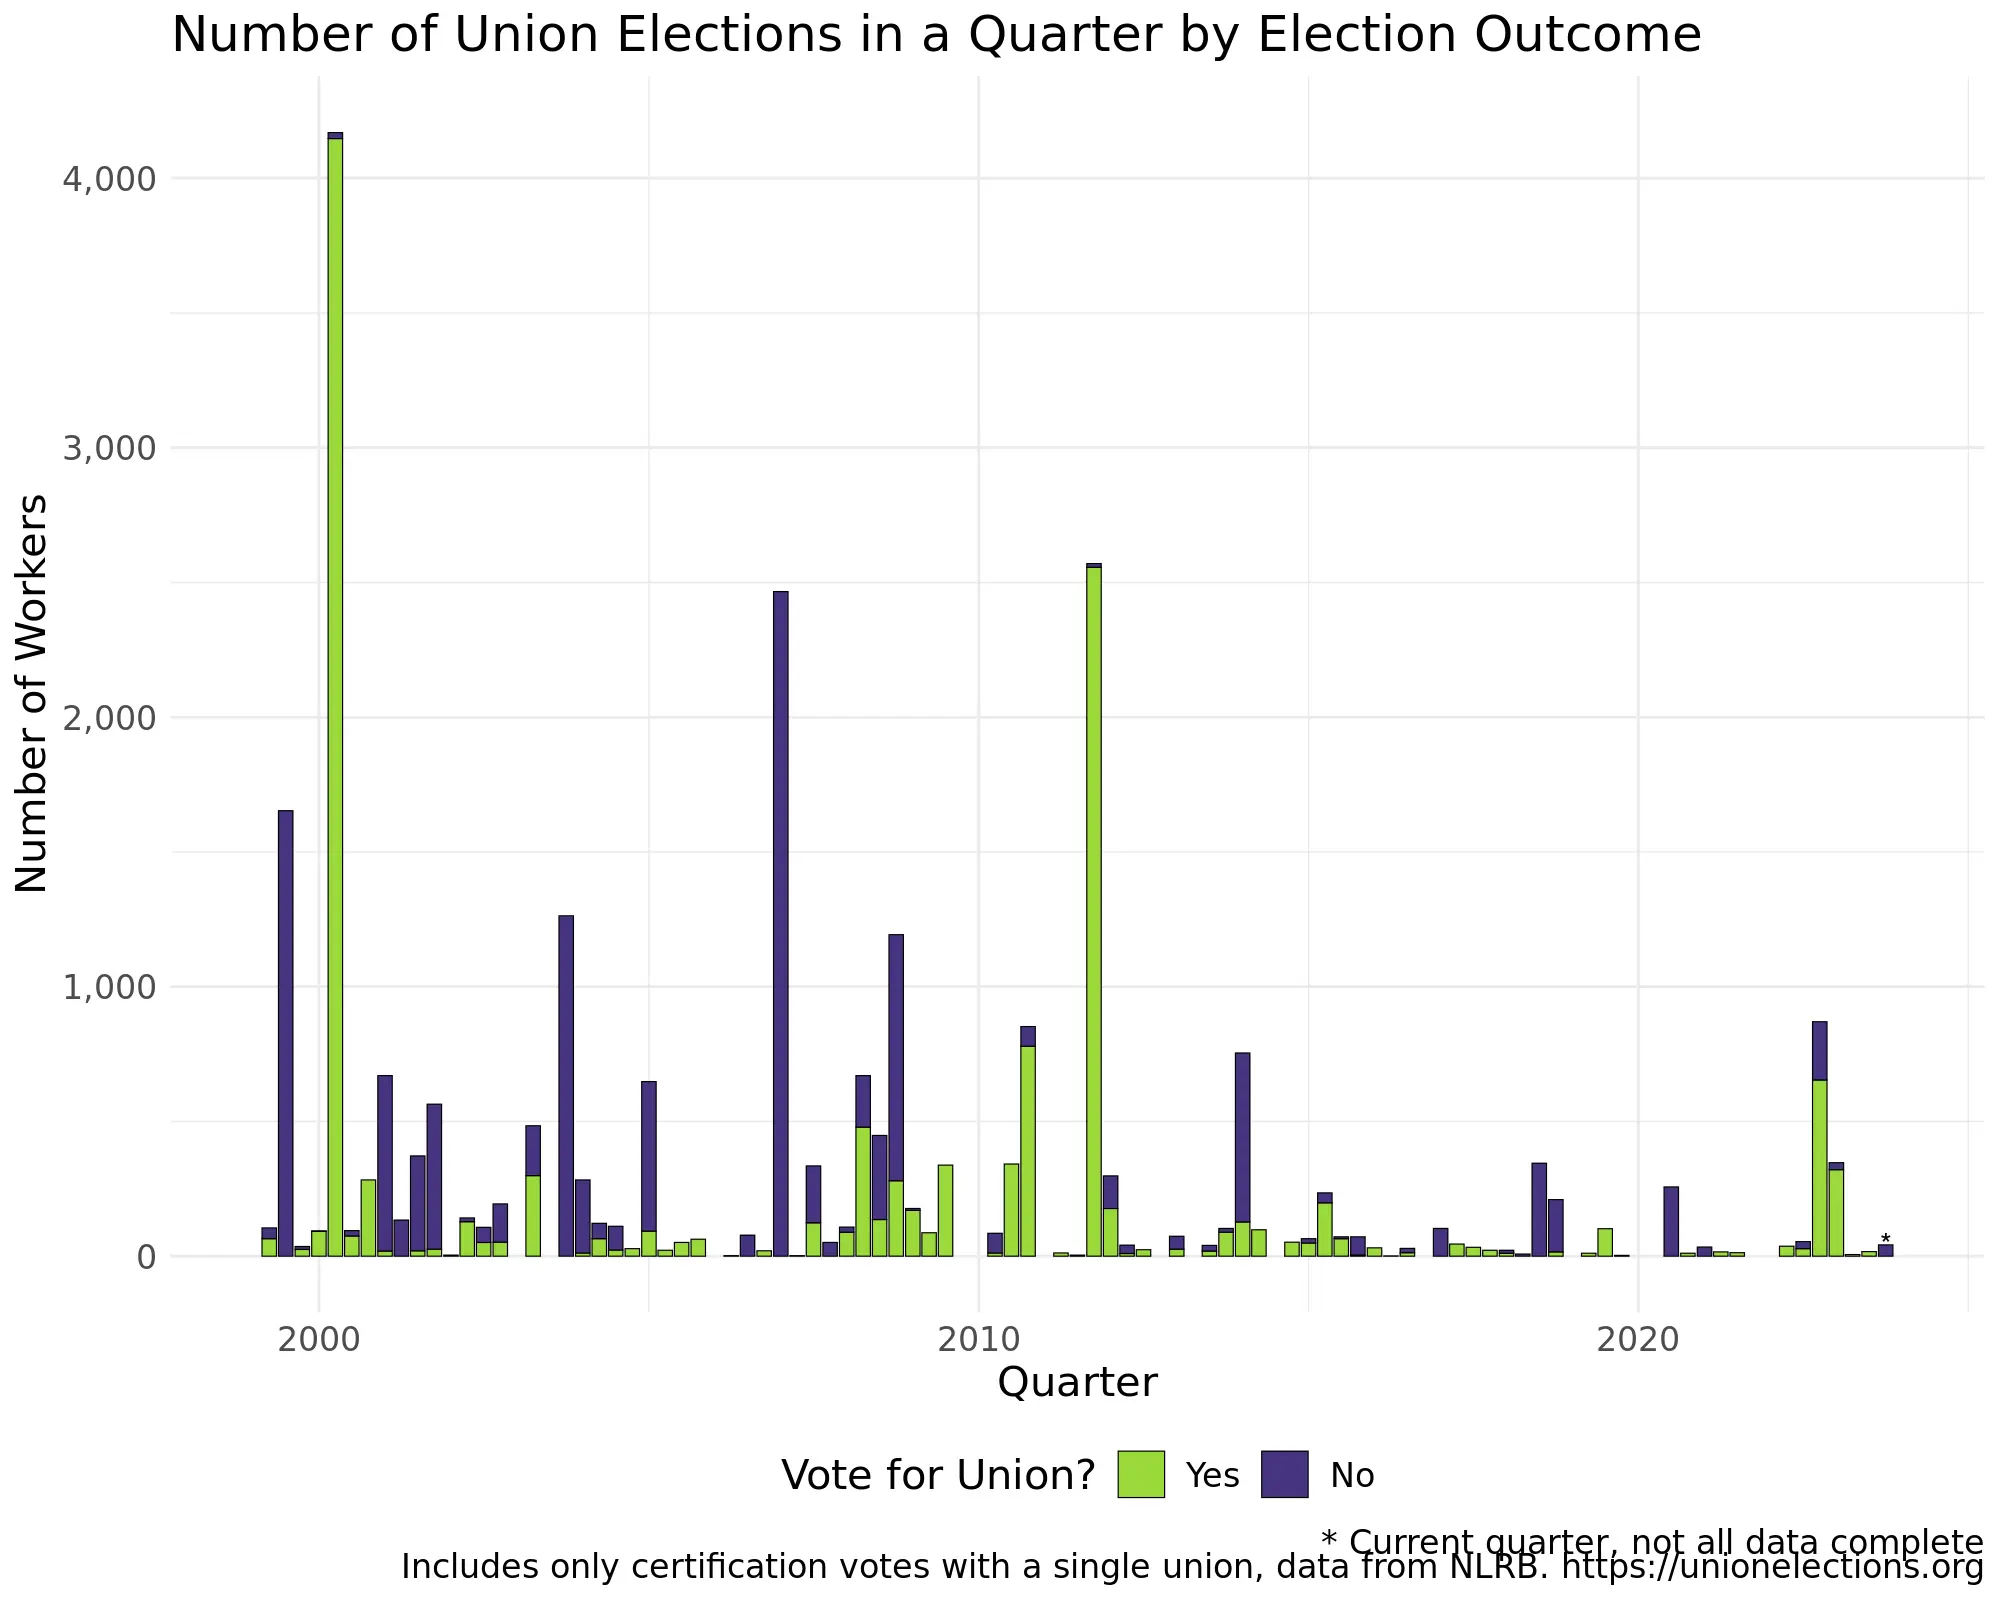 Number of Union Elections in a Quarter by Election Outcome
Number of Workers
4,000
3,000
2,000
1,000
0
*
2000 2010 2020
Quarter
Vote for Union? Yes No
* Current quarter, not all data complete
Includes only certification votes with a single union, data from NLRB. https://unionelections.org